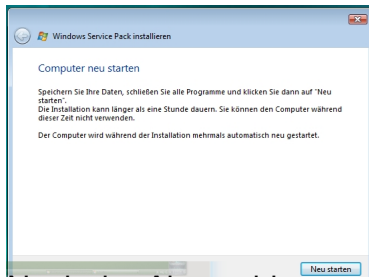 Windows Service Pack installieren
Computer neu starten
Speichern Sie Ihre Daten, schließen Sie alle Programme und klicken Sie dann auf "Neu
starten".
Die Installation kann länger als eine Stunde dauern. Sie können den Computer während
dieser Zeit nicht verwenden.
Der Computer wird während der Installation mehrmals automatisch neu gestartet.
Neu starten